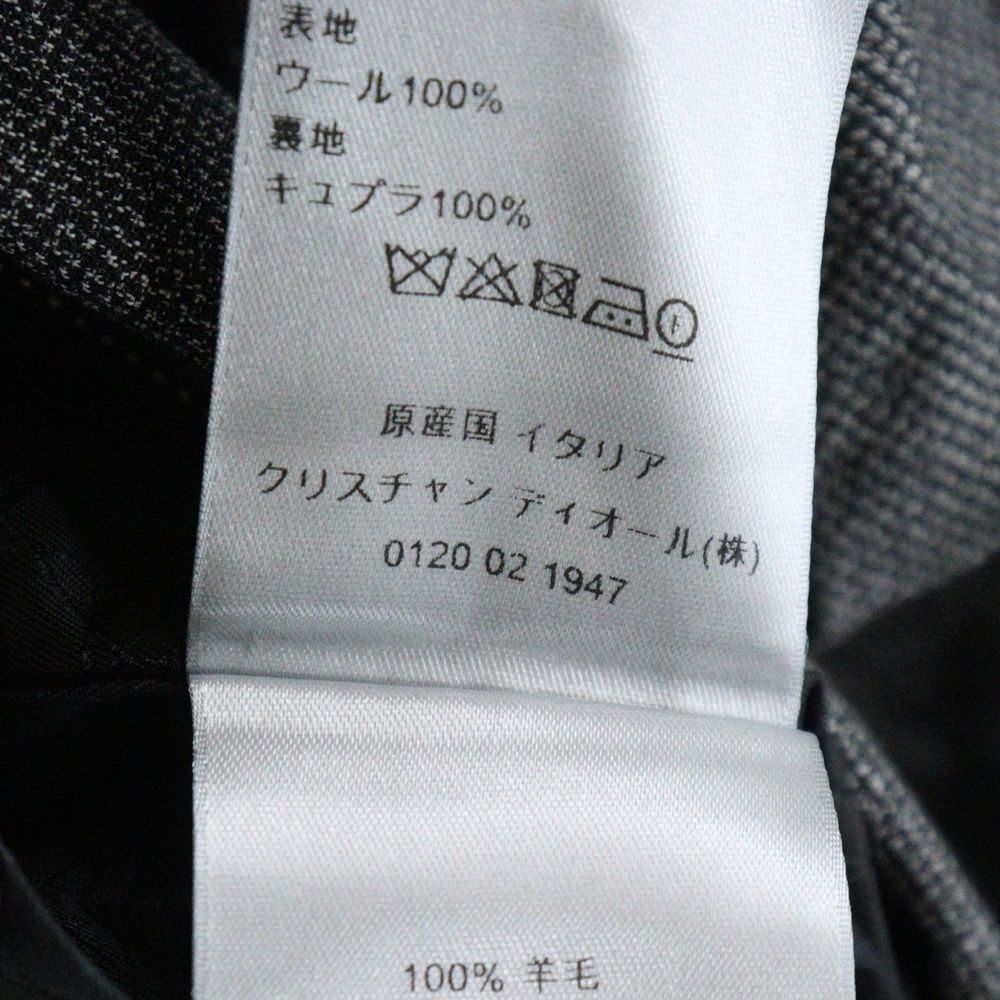 表地
ウール100%
裏地
キュプラ100%
F
原産国 イタリア
クリスチャン ディオール(株)
0120 02 1947
100% 羊毛